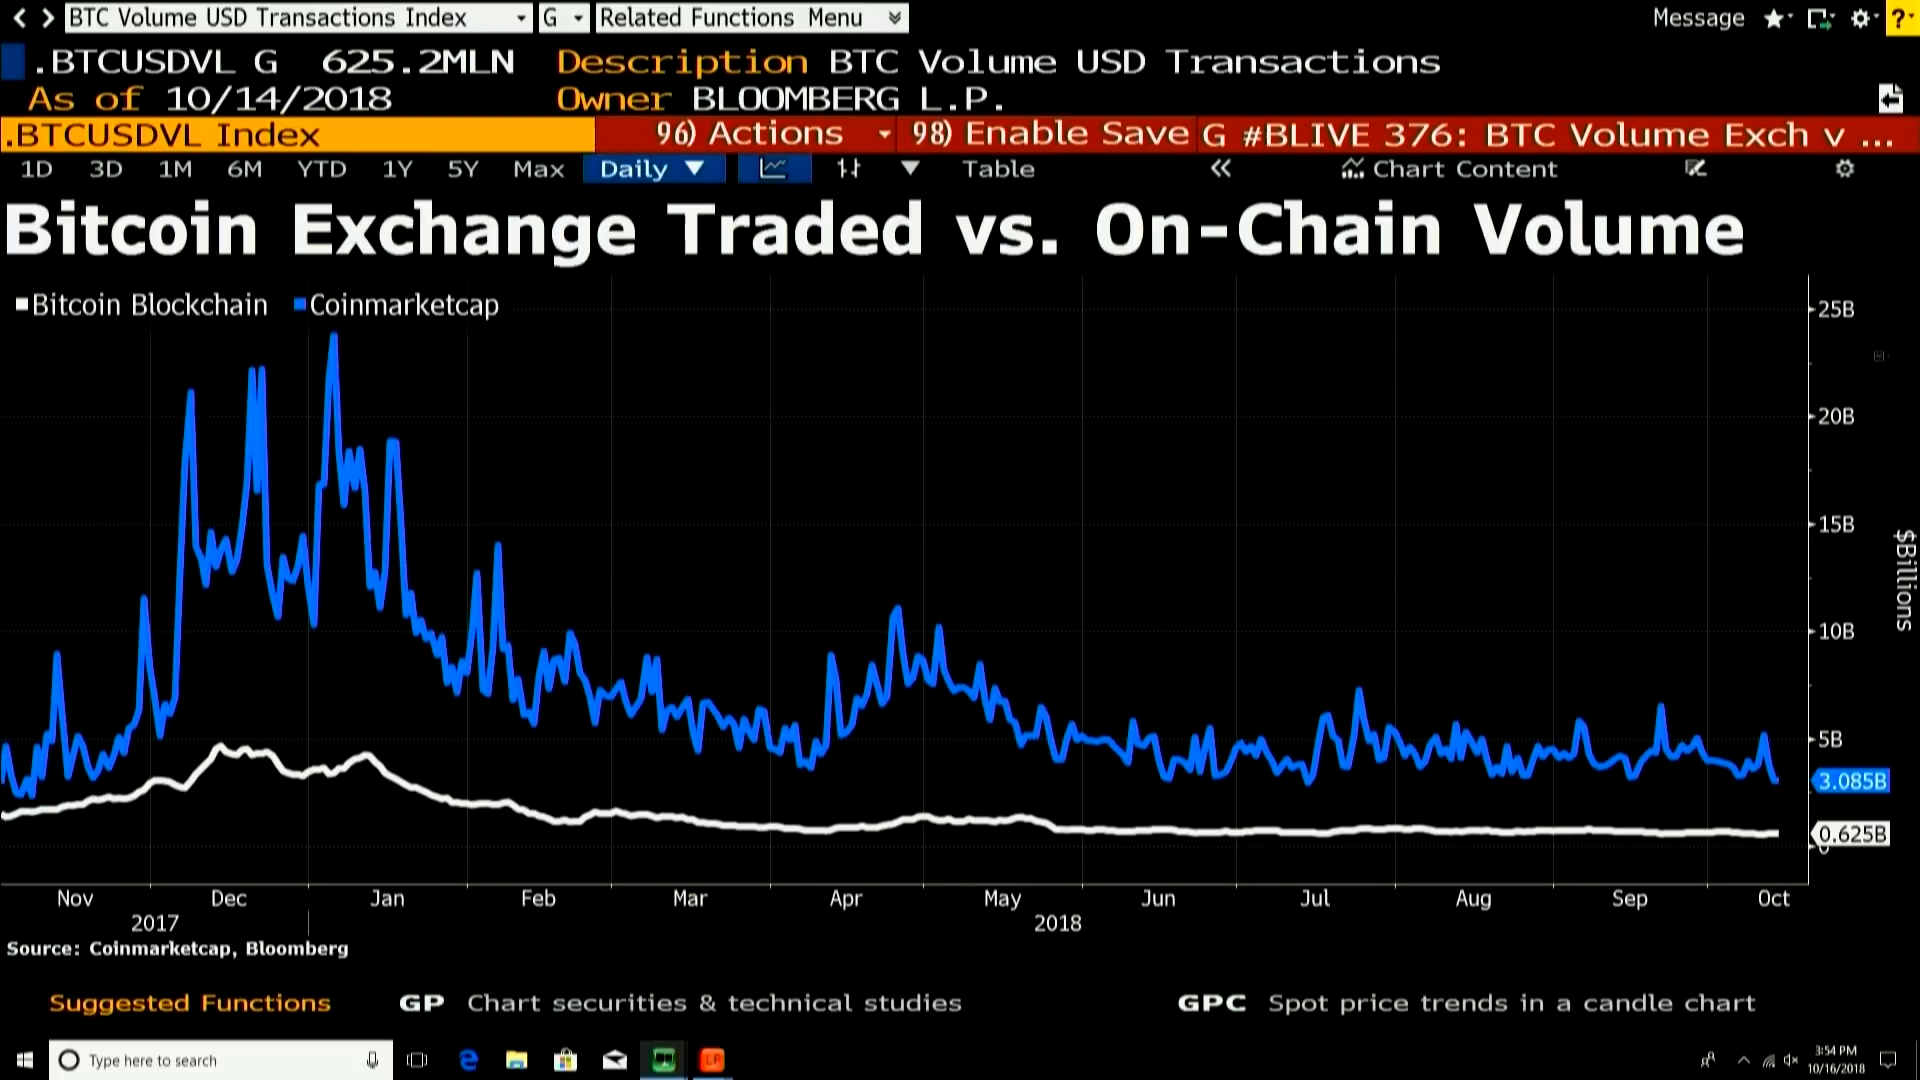 BTC Volume USD Transactions Index G Related Functions Menu Message ?
.BTCUSDVL G 625.2MLN Description BTC Volume USD Transactions
As of 10/14/2018 Owner BLOOMBERG L.P.
.BTCUSDVL Index 96) Actions 98) Enable Save G #BLIVE 376: BTC Volume Exch v ...
1D 3D 1M 6M YTD 1Y 5Y Max Daily Table Chart Content
Bitcoin Exchange Traded vs. On-Chain Volume
Bitcoin Blockchain Coinmarketcap
25B
20B
15B
10B
5B
3.085B
0.625B
0
$Billions
Nov Dec Jan Feb Mar Apr May Jun Jul Aug Sep Oct
2017 2018
Source: Coinmarketcap, Bloomberg
Suggested Functions GP Chart securities & technical studies GPC Spot price trends in a candle chart
Type here to search LP 3:54 PM
10/16/2018